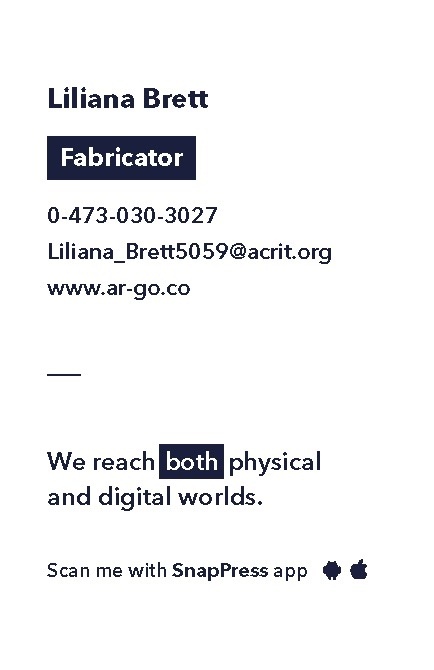 Liliana Brett
Fabricator
0-473-030-3027
Liliana_Brett5059@acrit.org
www.ar-go.co
We reach both physical
and digital worlds.
Scan me with SnapPress app